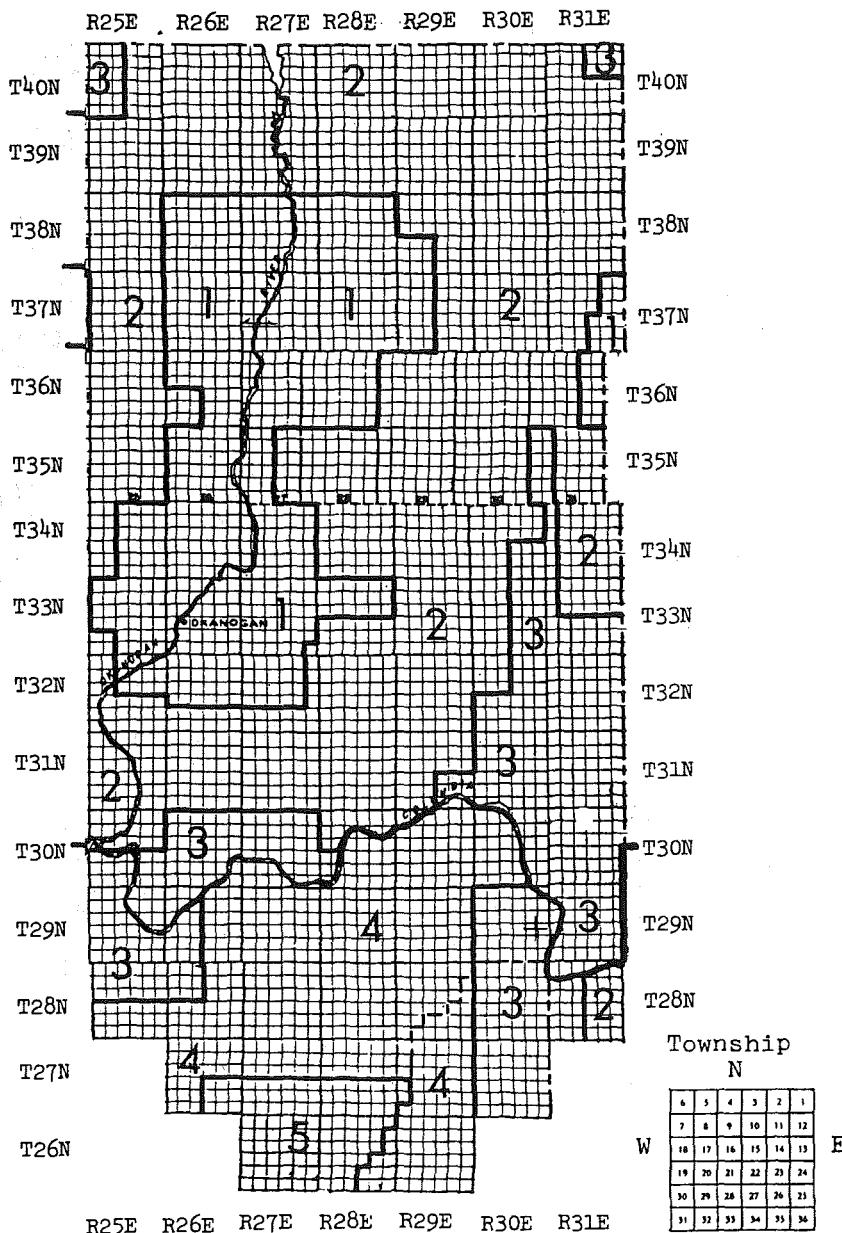 R25E R26E R27E R28E R29E R30E R31E
3 2 3
T40N T40N
T39N T39N
T38N T38N
RIVER
T37N 2 1 1 2 1 T37N
T36N T36N
T35N T35N
T34N 2 T34N
T33N 1 2 3 T33N
OKANOGAN
OKANOGAN
T32N T32N
T31N 2 3 T31N
COLUMBIA
T30N 3 T30N
T29N 4 3 T29N
3
T28N 3 2 T28N
Township
N
T27N 4 4
T26N 5
W E
6 5 4 3 2 1
7 8 9 10 11 12
18 17 16 15 14 13
19 20 21 22 23 24
30 29 28 27 26 25
31 32 33 34 35 36
R25E R26E R27E R28E R29E R30E R31E